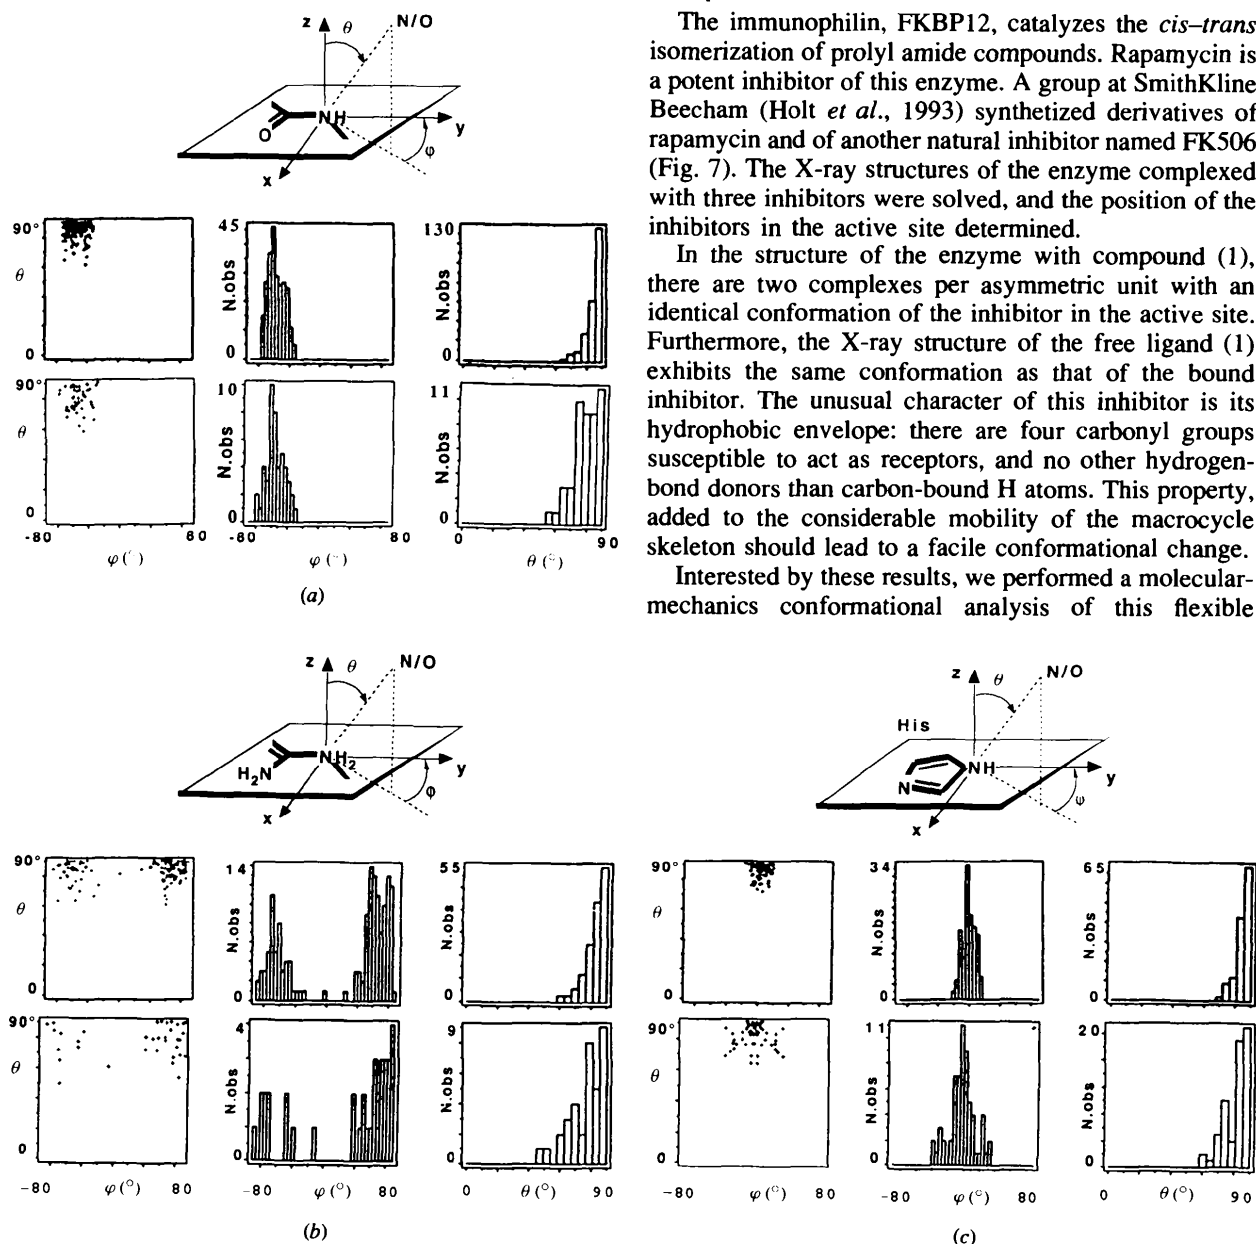 z
θ
N/O
NH
O
y
φ
x
90°
θ
0
45
N.obs
0
130
N.obs
0
90°
θ
0
-80
80
φ(°)
10
N.obs
0
-80
80
φ(°)
11
N.obs
0
0
90
θ(°)
(a)
The immunophilin, FKBP12, catalyzes the cis–trans
isomerization of prolyl amide compounds. Rapamycin is
a potent inhibitor of this enzyme. A group at SmithKline
Beecham (Holt et al., 1993) synthetized derivatives of
rapamycin and of another natural inhibitor named FK506
(Fig. 7). The X-ray structures of the enzyme complexed
with three inhibitors were solved, and the position of the
inhibitors in the active site determined.
In the structure of the enzyme with compound (1),
there are two complexes per asymmetric unit with an
identical conformation of the inhibitor in the active site.
Furthermore, the X-ray structure of the free ligand (1)
exhibits the same conformation as that of the bound
inhibitor. The unusual character of this inhibitor is its
hydrophobic envelope: there are four carbonyl groups
susceptible to act as receptors, and no other hydrogen-
bond donors than carbon-bound H atoms. This property,
added to the considerable mobility of the macrocycle
skeleton should lead to a facile conformational change.
Interested by these results, we performed a molecular-
mechanics conformational analysis of this flexible
z
θ
N/O
NH2
H2N
y
φ
x
90°
θ
0
14
N.obs
0
55
N.obs
0
90°
θ
0
-80
φ(°)
80
4
N.obs
0
-80
φ(°)
80
9
N.obs
0
0
θ(°)
90
(b)
z
θ
N/O
His
NH
N
y
φ
x
90°
θ
0
34
N.obs
0
65
N.obs
0
90°
θ
0
-80
φ(°)
80
11
N.obs
0
-80
φ(°)
80
20
N.obs
0
0
θ(°)
90
(c)